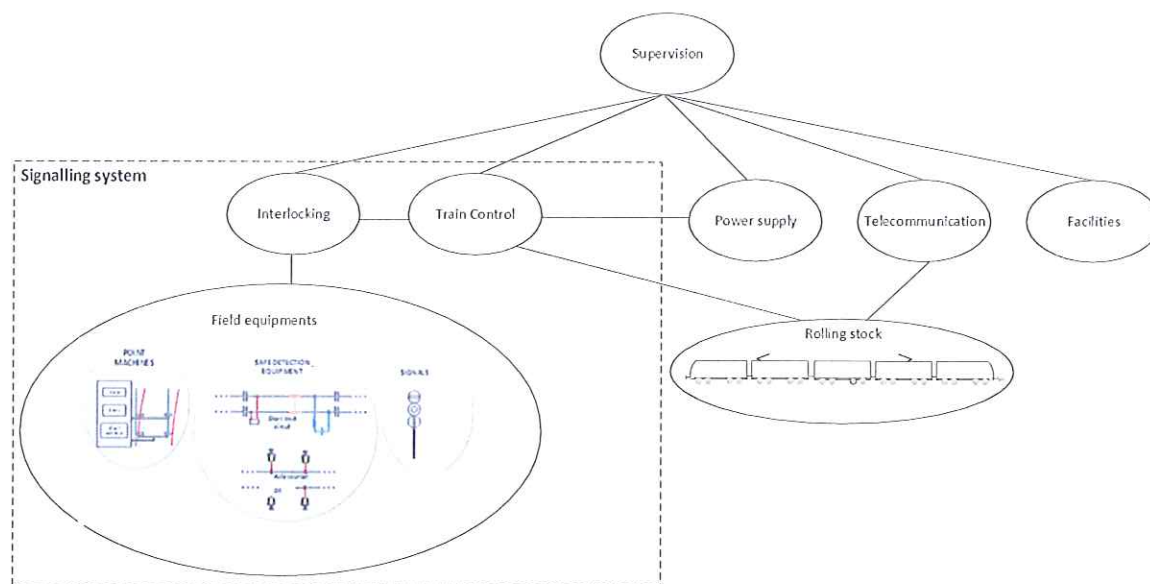 Supervision
Signalling system
Interlocking
Train Control
Power supply
Telecommunication
Facilities
Field equipments
Rolling stock
POINT
MACHINES
SAFE DETECTION
EQUIPMENT
SIGNALS